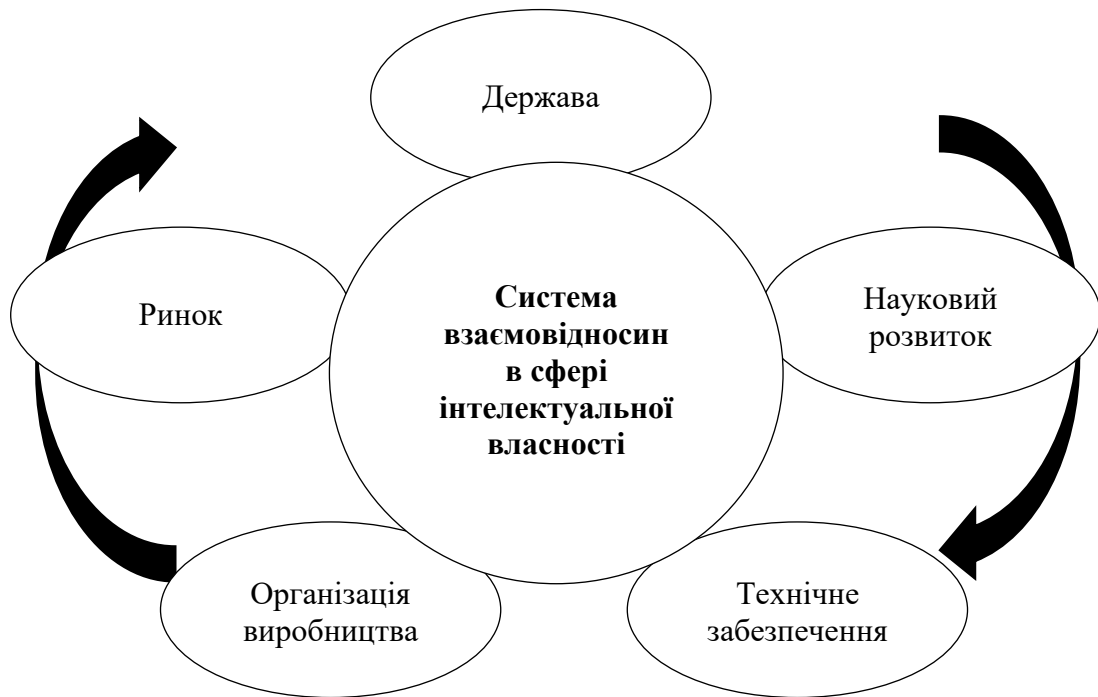 Держава
Ринок
Система
взаємовідносин
в сфері
інтелектуальної
власності
Науковий
розвиток
Організація
виробництва
Технічне
забезпечення